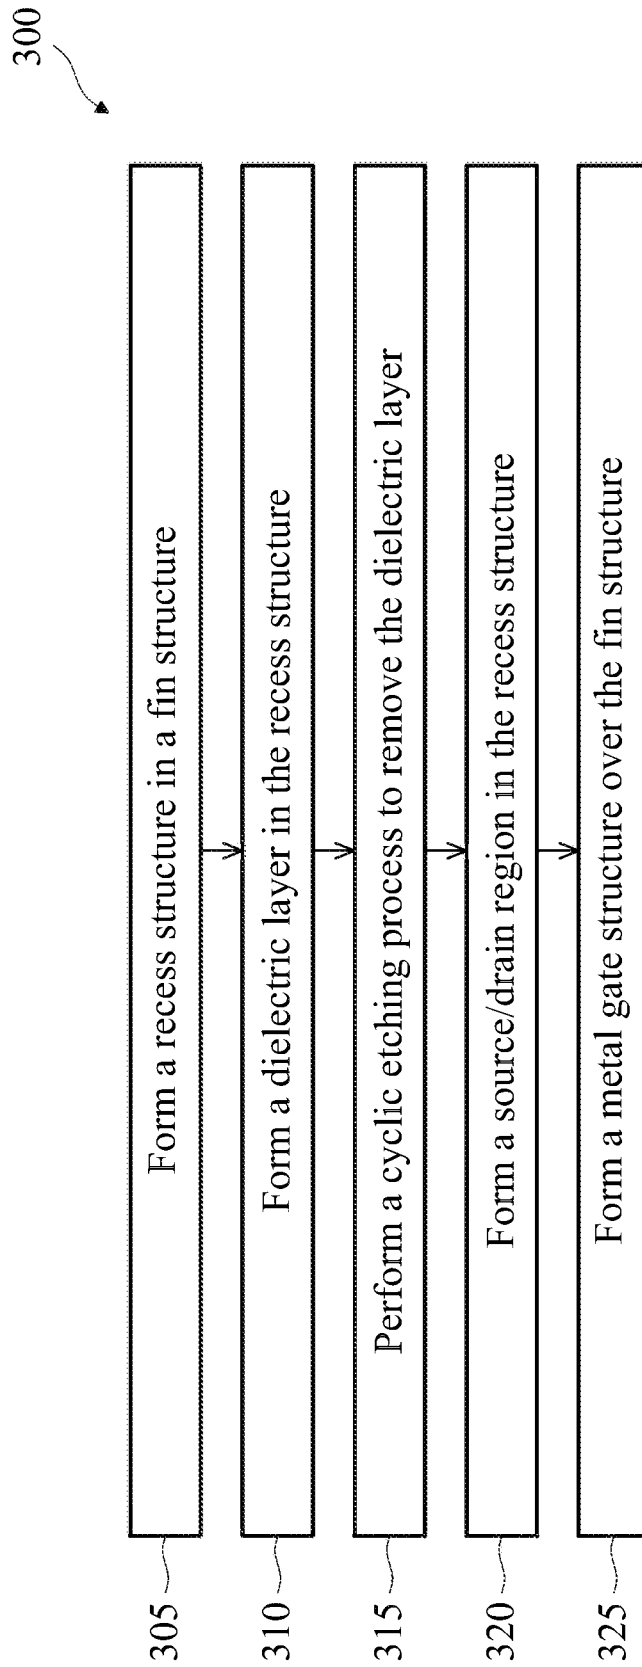 300
305
Form a recess structure in a fin structure
310
Form a dielectric layer in the recess structure
315
Perform a cyclic etching process to remove the dielectric layer
320
Form a source/drain region in the recess structure
325
Form a metal gate structure over the fin structure